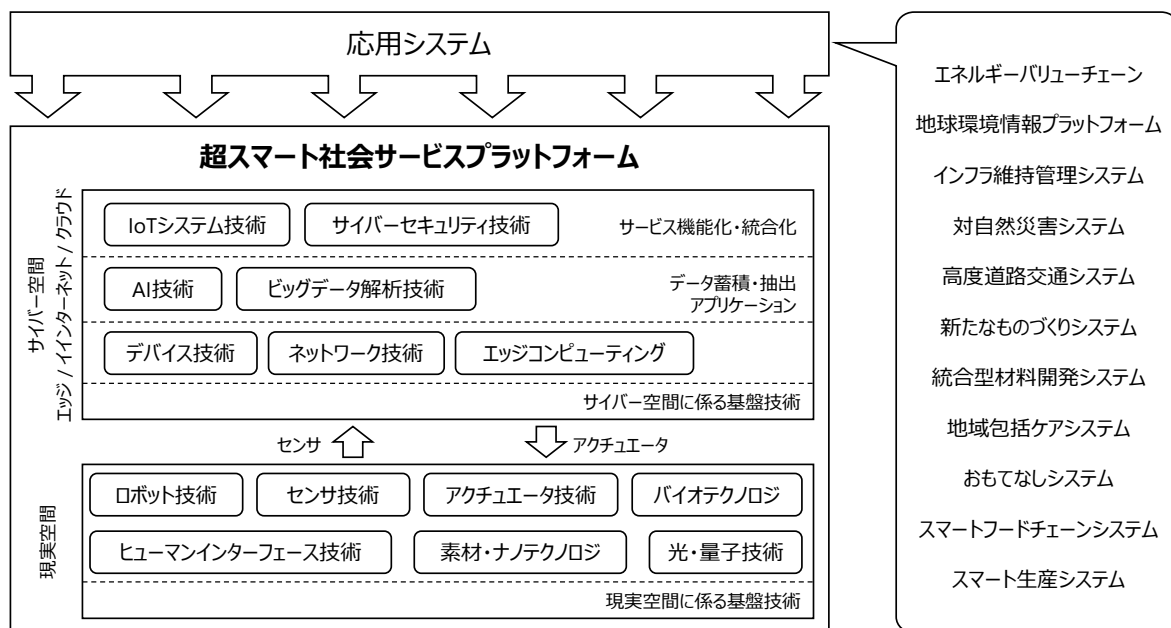 応用システム
超スマート社会サービスプラットフォーム
サイバー空間
エッジ / イインターネット / クラウド
IoTシステム技術
サイバーセキュリティ技術
サービス機能化・統合化
AI技術
ビッグデータ解析技術
データ蓄積・抽出
アプリケーション
デバイス技術
ネットワーク技術
エッジコンピューティング
サイバー空間に係る基盤技術
センサ
アクチュエータ
現実空間
ロボット技術
センサ技術
アクチュエータ技術
バイオテクノロジ
ヒューマンインターフェース技術
素材・ナノテクノロジ
光・量子技術
現実空間に係る基盤技術
エネルギーバリューチェーン
地球環境情報プラットフォーム
インフラ維持管理システム
対自然災害システム
高度道路交通システム
新たなものづくりシステム
統合型材料開発システム
地域包括ケアシステム
おもてなしシステム
スマートフードチェーンシステム
スマート生産システム